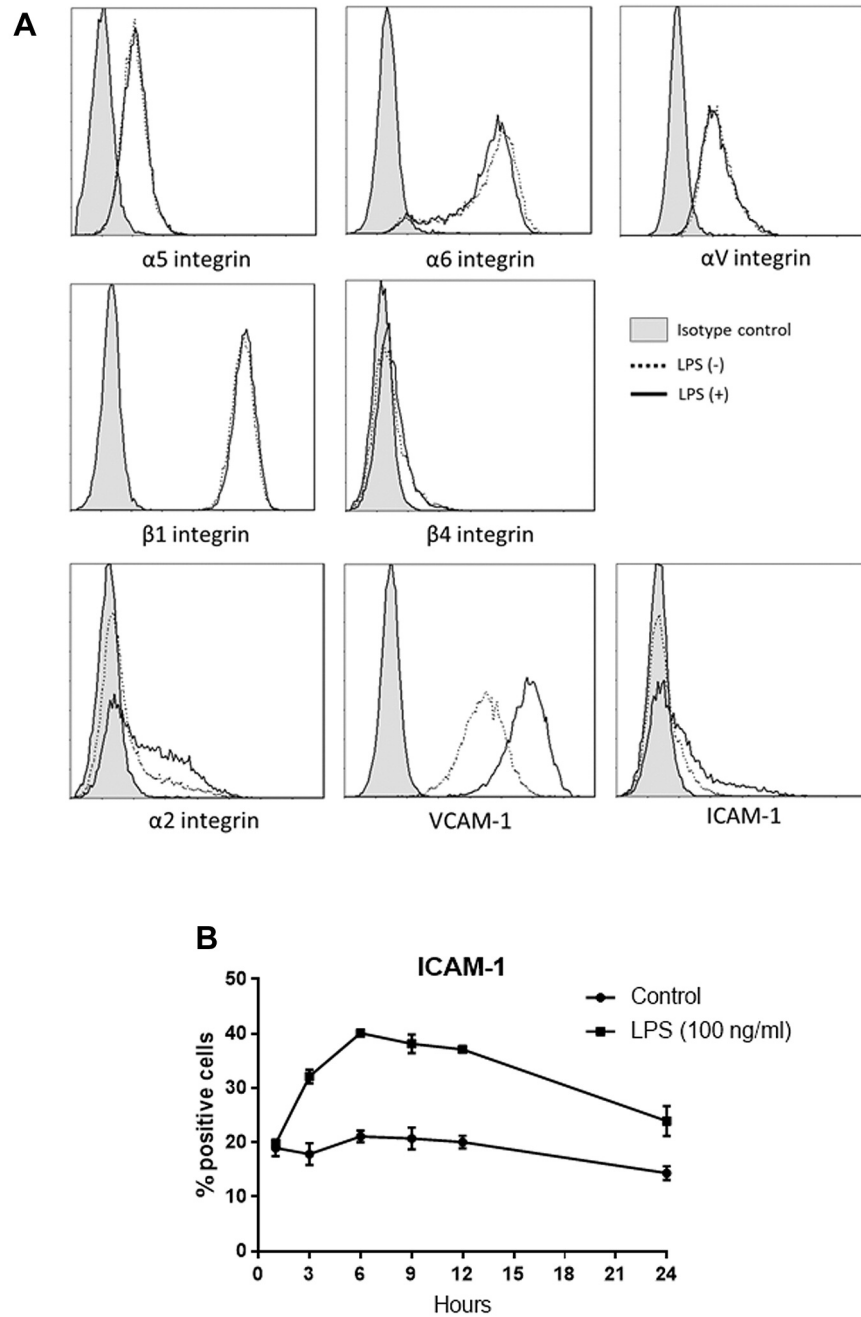 A
α5 integrin
α6 integrin
αV integrin
β1 integrin
β4 integrin
Isotype control
LPS (-)
LPS (+)
α2 integrin
VCAM-1
ICAM-1
B
ICAM-1
Control
LPS (100 ng/ml)
% positive cells
50
40
30
20
10
0
0 3 6 9 12 15 18 21 24
Hours